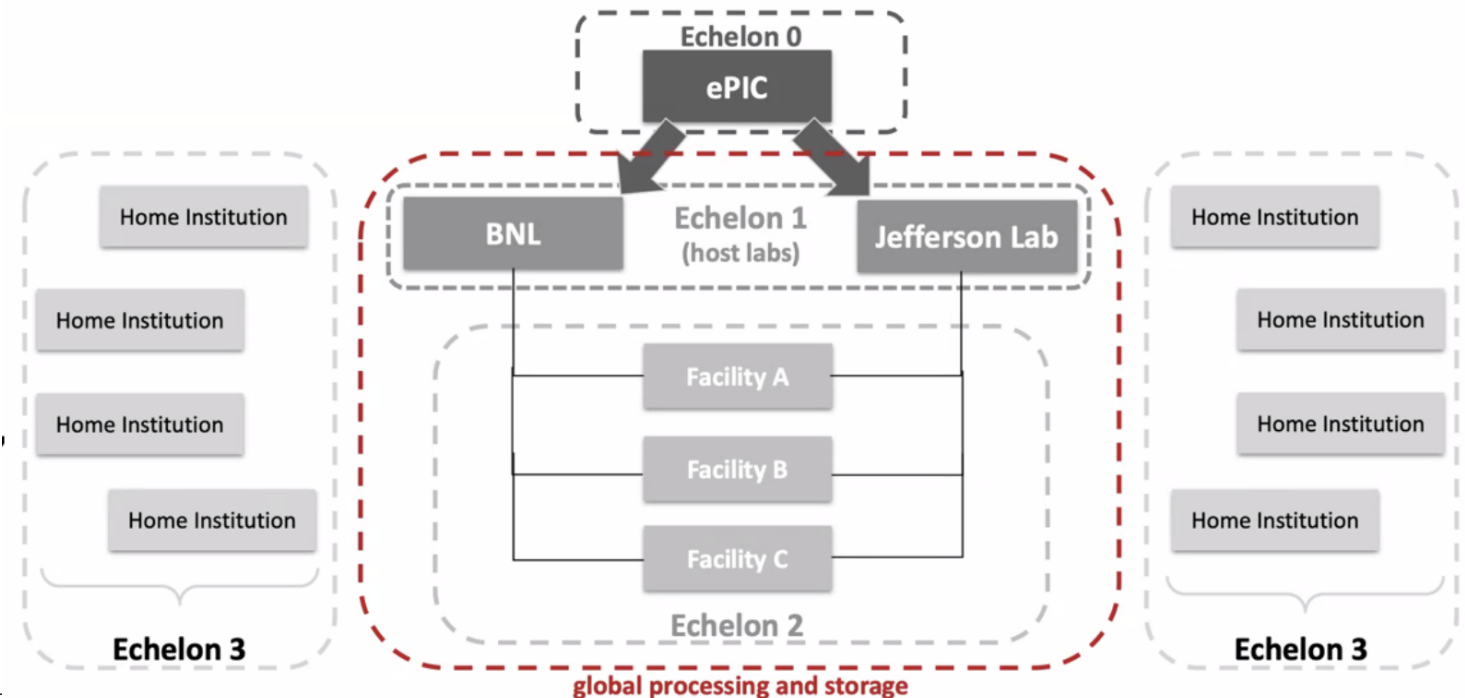 Echelon 0
ePIC
Home Institution
Home Institution
Home Institution
Home Institution
Echelon 3
BNL
Echelon 1
(host labs)
Jefferson Lab
Facility A
Facility B
Facility C
Echelon 2
global processing and storage
Home Institution
Home Institution
Home Institution
Home Institution
Echelon 3